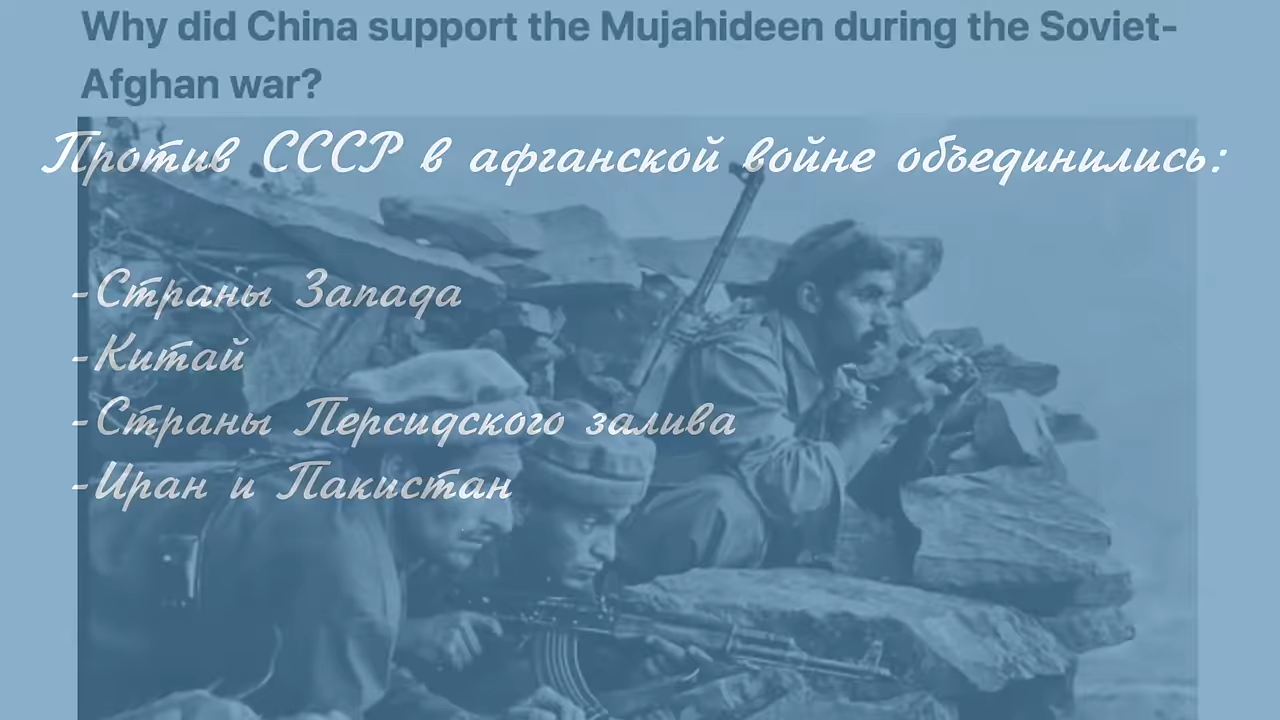 Why did China support the Mujahideen during the Soviet-
Afghan war?
Против СССР в афганской войне объединились:
-Страны Запада
-Китай
-Страны Персидского залива
-Иран и Пакистан